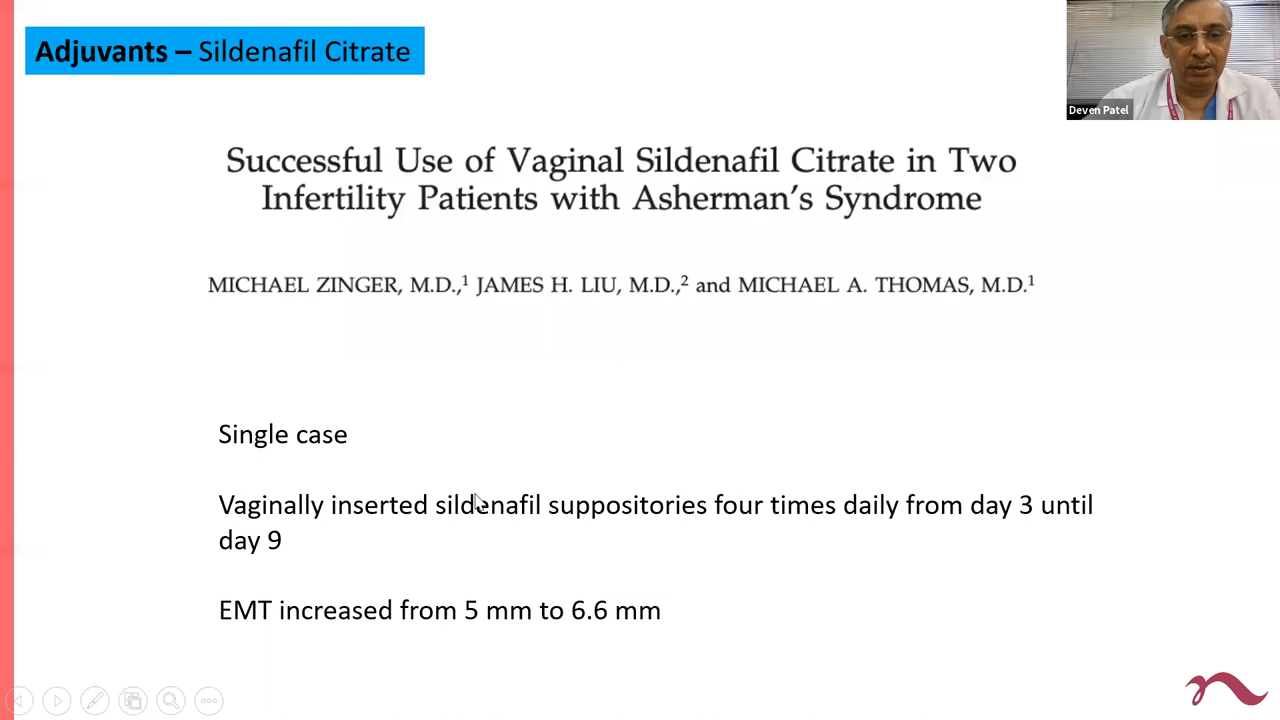 Adjuvants – Sildenafil Citrate
Deven Patel
Successful Use of Vaginal Sildenafil Citrate in Two
Infertility Patients with Asherman's Syndrome
MICHAEL ZINGER, M.D.,¹ JAMES H. LIU, M.D.,² and MICHAEL A. THOMAS, M.D.¹
Single case
Vaginally inserted sildenafil suppositories four times daily from day 3 until
day 9
EMT increased from 5 mm to 6.6 mm